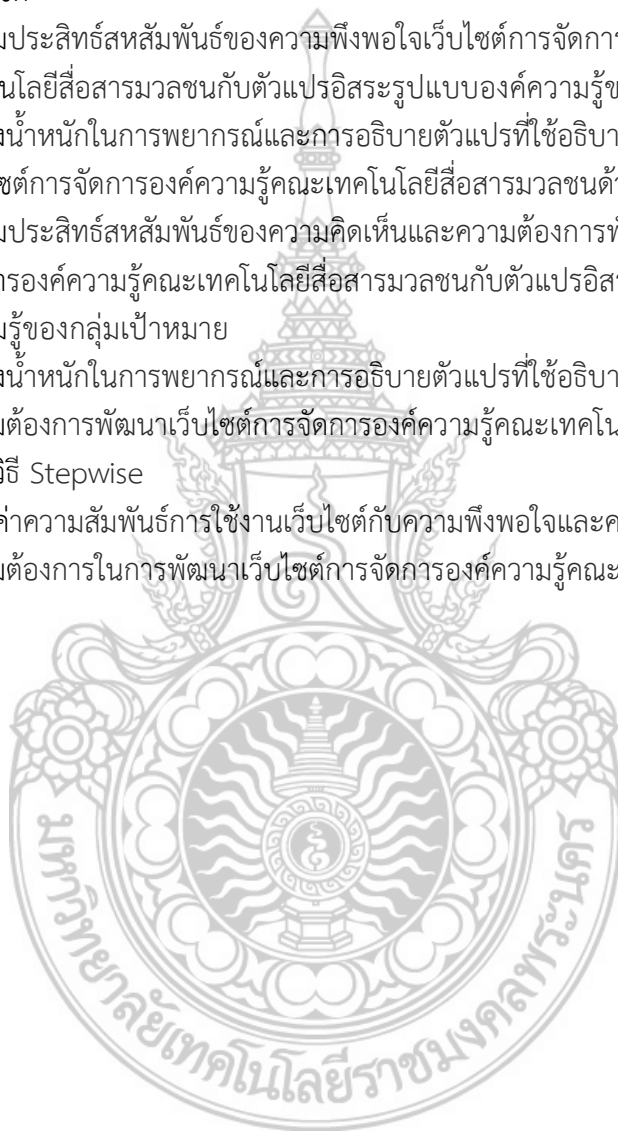 มประสิทธ์สหสัมพันธ์ของความพึงพอใจเว็บไซต์การจัดการ
นโลยีสื่อสารมวลชนกับตัวแปรอิสระรูปแบบองค์ความรู้ข
งน้ำหนักในการพยากรณ์และการอธิบายตัวแปรที่ใช้อธิบา
ซต์การจัดการองค์ความรู้คณะเทคโนโลยีสื่อสารมวลชนด้ว
มประสิทธ์สหสัมพันธ์ของความคิดเห็นและความต้องการพั
ารองค์ความรู้คณะเทคโนโลยีสื่อสารมวลชนกับตัวแปรอิสร
มรู้ของกลุ่มเป้าหมาย
งน้ำหนักในการพยากรณ์และการอธิบายตัวแปรที่ใช้อธิบา
มต้องการพัฒนาเว็บไซต์การจัดการองค์ความรู้คณะเทคโน
วิธี Stepwise
ค่าความสัมพันธ์การใช้งานเว็บไซต์กับความพึงพอใจและค
มต้องการในการพัฒนาเว็บไซต์การจัดการองค์ความรู้คณะ
มหาวิทยาลัยเทคโนโลยีราชมงคลพระนคร